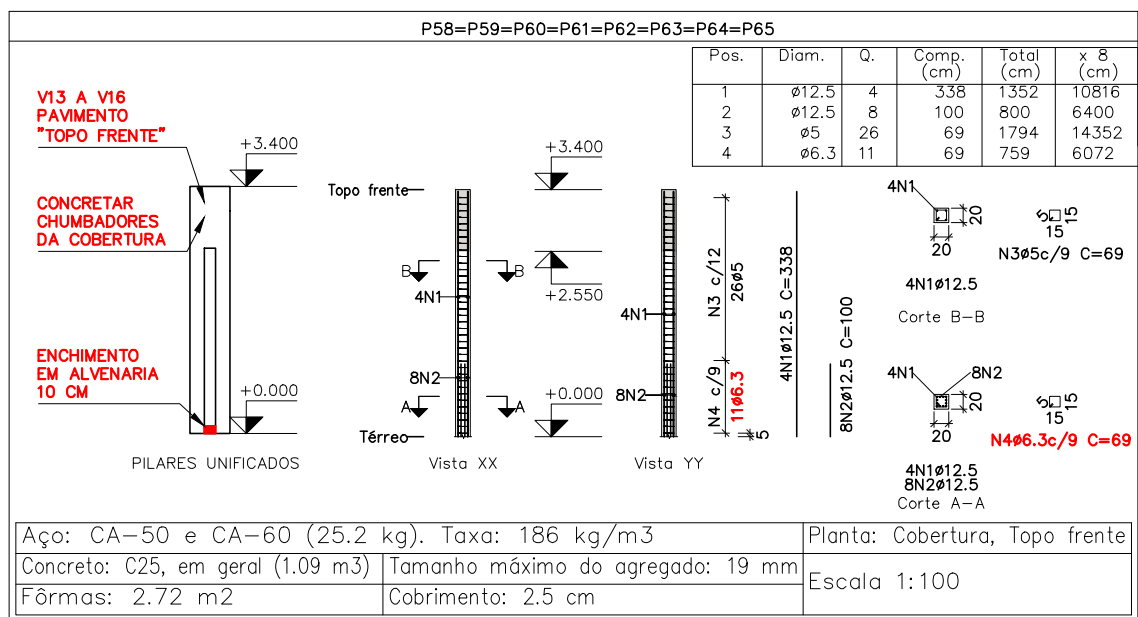 P58=P59=P60=P61=P62=P63=P64=P65
Pos. Diam. Q. Comp. (cm) Total (cm) x 8 (cm)
1 ø12.5 4 338 1352 10816
2 ø12.5 8 100 800 6400
3 ø5 26 69 1794 14352
4 ø6.3 11 69 759 6072
V13 A V16
PAVIMENTO
"TOPO FRENTE"
CONCRETAR
CHUMBADORES
DA COBERTURA
ENCHIMENTO
EM ALVENARIA
10 CM
+3.400
+0.000
PILARES UNIFICADOS
Topo frente
B B
4N1
8N2
A A
Térreo
Vista XX
+3.400
+2.550
+0.000
4N1
8N2
Vista YY
N3 c/12
26ø5
N4 c/9
11ø6.3
5
4N1ø12.5 C=338
8N2ø12.5 C=100
4N1
20
20
5
15
15
N3ø5c/9 C=69
4N1ø12.5
Corte B-B
4N1 8N2
20
20
5
15
15
N4ø6.3c/9 C=69
4N1ø12.5
8N2ø12.5
Corte A-A
Aço: CA-50 e CA-60 (25.2 kg). Taxa: 186 kg/m3
Planta: Cobertura, Topo frente
Concreto: C25, em geral (1.09 m3)
Tamanho máximo do agregado: 19 mm
Escala 1:100
Fôrmas: 2.72 m2
Cobrimento: 2.5 cm